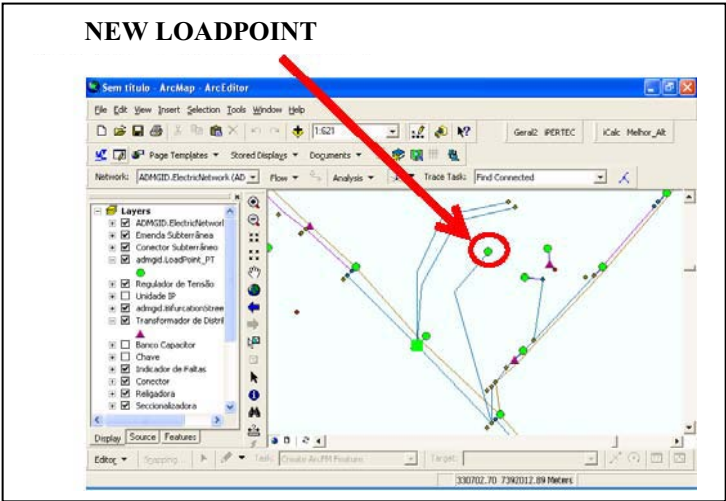 NEW LOADPOINT
Sem título - ArcMap - ArcEditor
File Edit View Insert Selection Tools Window Help
1:621 Geral2 iPERTEC iCalc Melhor_Alt
Page Templates Stored Displays Documents
Network: ADMGID.ElectricNetwork (AD Flow Analysis Trace Task: Find Connected
Layers
ADMGID.ElectricNetworl
Emenda Subterrânea
Conector Subterrâneo
admgid.LoadPoint_PT
Regulador de Tensão
Unidade IP
admgid.BifurcationStree
Transformador de Distril
Banco Capacitor
Chave
Indicador de Faltas
Conector
Religadora
Seccionalizadora
Display Source Features
Editor Snapping... Task: Create ArcFM Feature Target:
330702.70 7392012.89 Meters